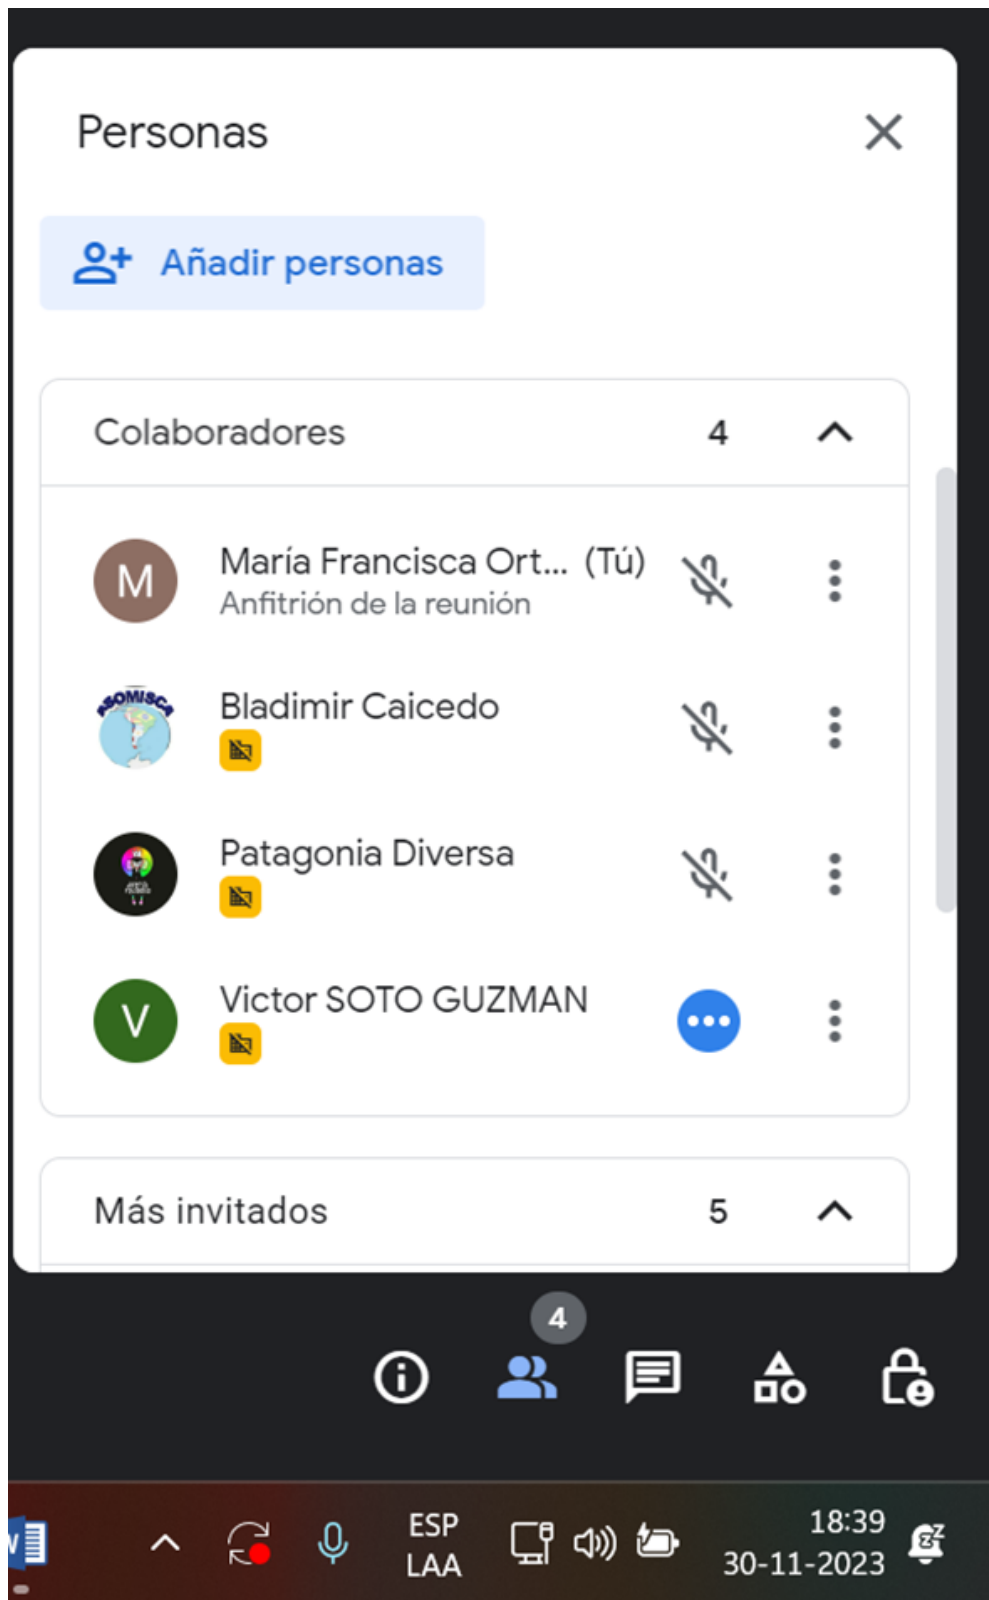 Personas
Añadir personas
Colaboradores 4
M
María Francisca Ort... (Tú)
Anfitrión de la reunión
ASOMISCA
Bladimir Caicedo
Patagonia Diversa
V
Victor SOTO GUZMAN
Más invitados 5
4
ESP
LAA
18:39
30-11-2023